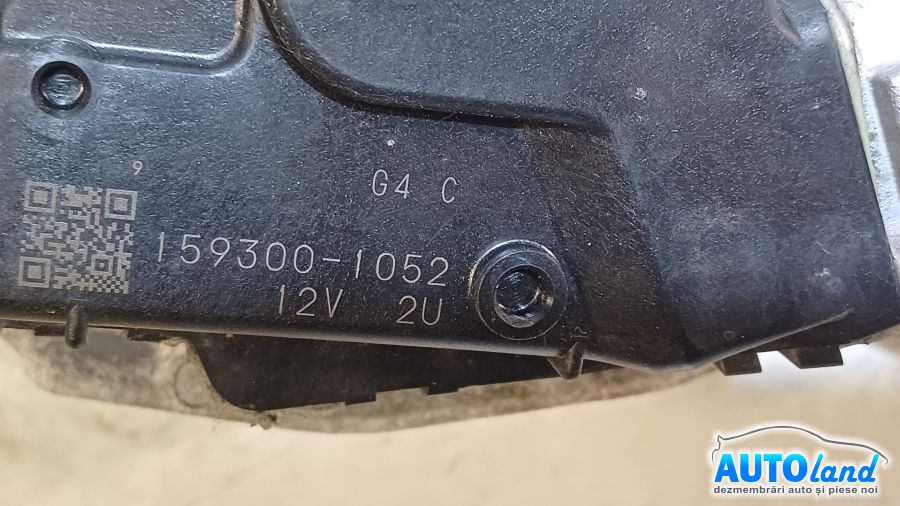 9
G4 C
159300-1052
12V 2U
AUTOland
dezmembrări auto și piese noi